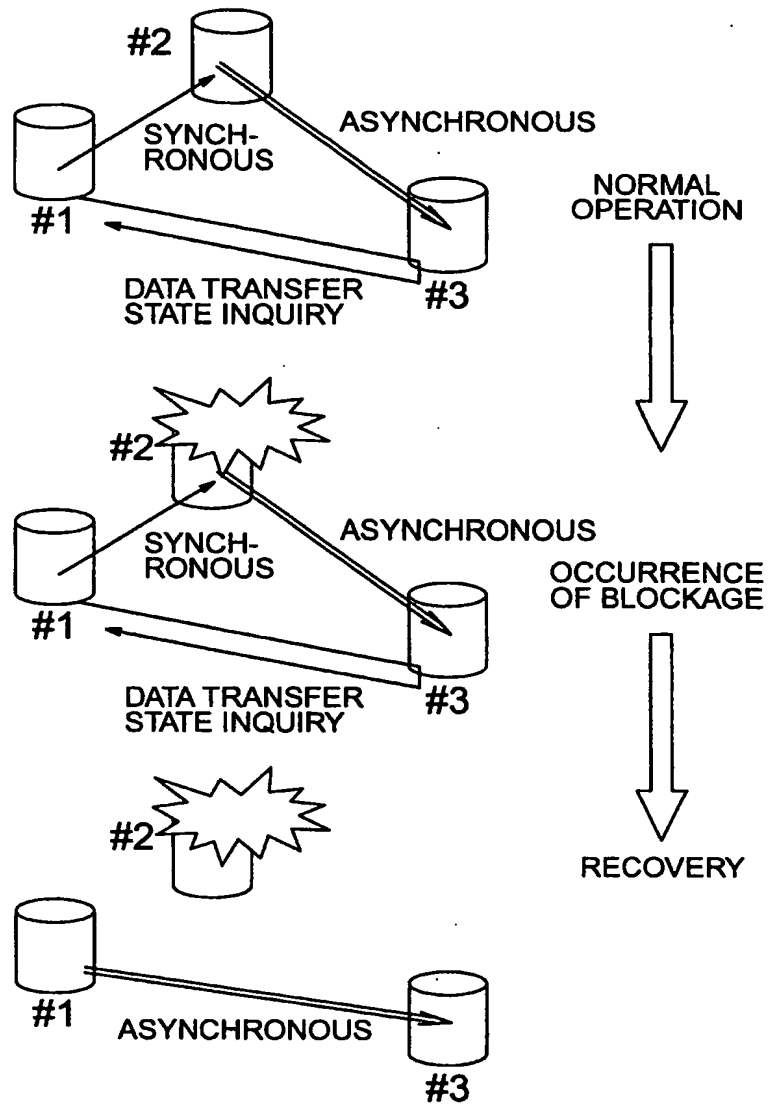 #2
SYNCH-
RONOUS
ASYNCHRONOUS
#1
DATA TRANSFER
STATE INQUIRY
#3
NORMAL
OPERATION
#2
SYNCH-
RONOUS
ASYNCHRONOUS
#1
DATA TRANSFER
STATE INQUIRY
#3
OCCURRENCE
OF BLOCKAGE
#2
RECOVERY
#1
ASYNCHRONOUS
#3